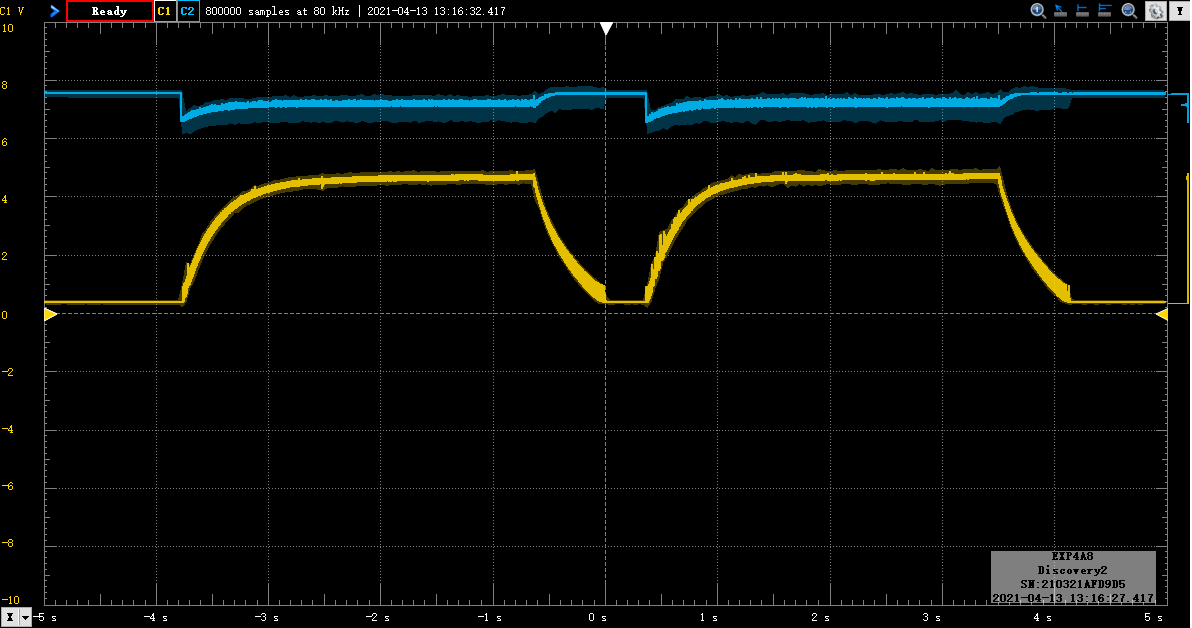 C1 V Ready C1 C2 800000 samples at 80 kHz | 2021-04-13 13:16:32.417
10
8
6
4
2
0
-2
-4
-6
-8
-10
EXP4A8
Discovery2
SN:210321AFD9D5
2021-04-13 13:16:27.417
X -5 s -4 s -3 s -2 s -1 s 0 s 1 s 2 s 3 s 4 s 5 s